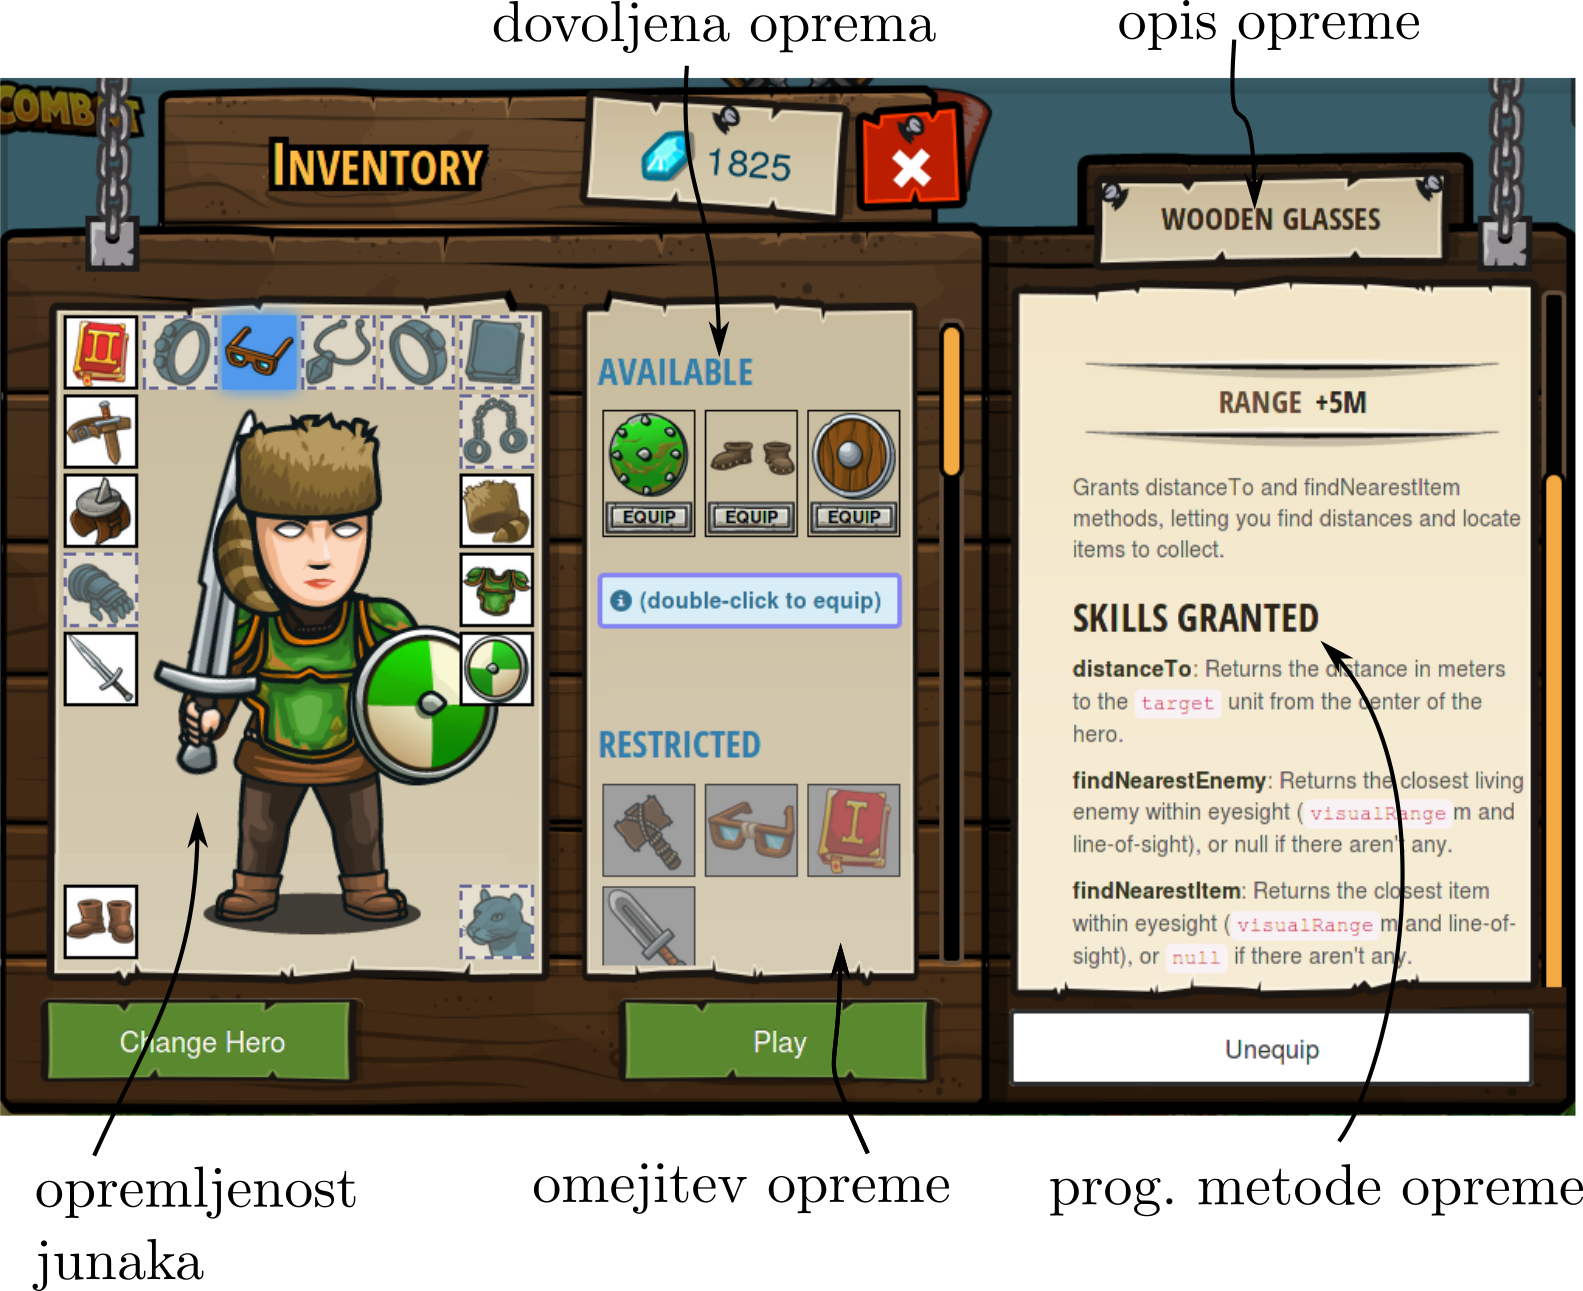 dovoljena oprema
opis opreme
COMBAT
INVENTORY
1825
WOODEN GLASSES
II
AVAILABLE
EQUIP
EQUIP
EQUIP
(double-click to equip)
RESTRICTED
I
RANGE +5M
Grants distanceTo and findNearestItem
methods, letting you find distances and locate
items to collect.
SKILLS GRANTED
distanceTo: Returns the distance in meters
to the target unit from the center of the
hero.
findNearestEnemy: Returns the closest living
enemy within eyesight (visualRange m and
line-of-sight), or null if there aren't any.
findNearestItem: Returns the closest item
within eyesight (visualRange m and line-of-
sight), or null if there aren't any.
Change Hero
Play
Unequip
opremljenost
junaka
omejitev opreme
prog. metode opreme